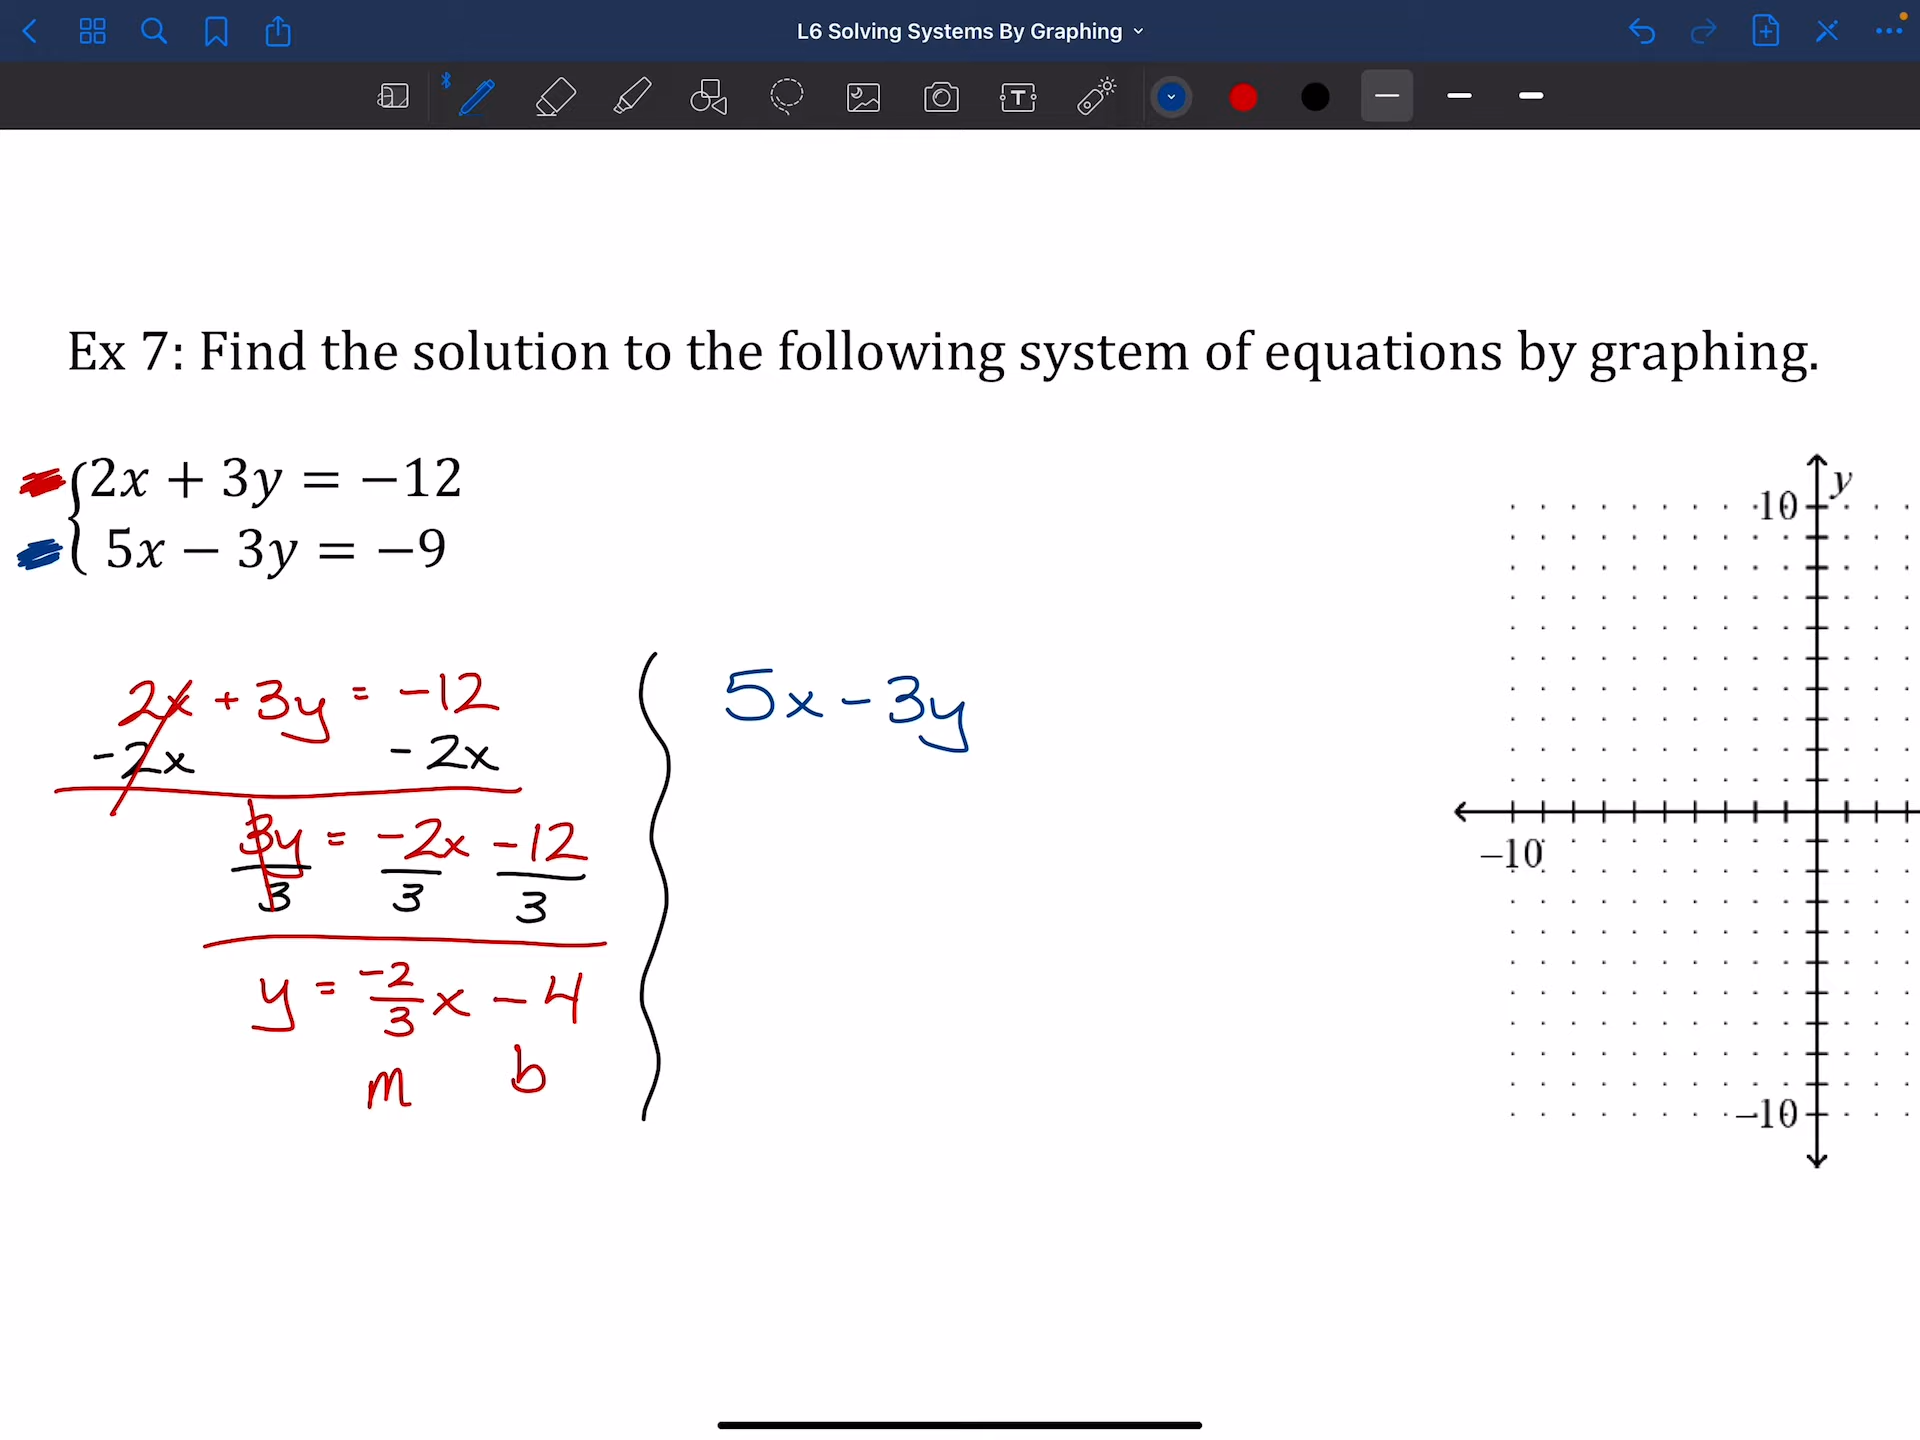 L6 Solving Systems By Graphing
T
Ex 7: Find the solution to the following system of equations by graphing.
2x + 3y = −12
5x − 3y = −9
2x + 3y = -12
-2x - 2x
3y = -2x -12
3 3 3
y = -2/3 x - 4
m b
5x - 3y
y
10
−10
−10